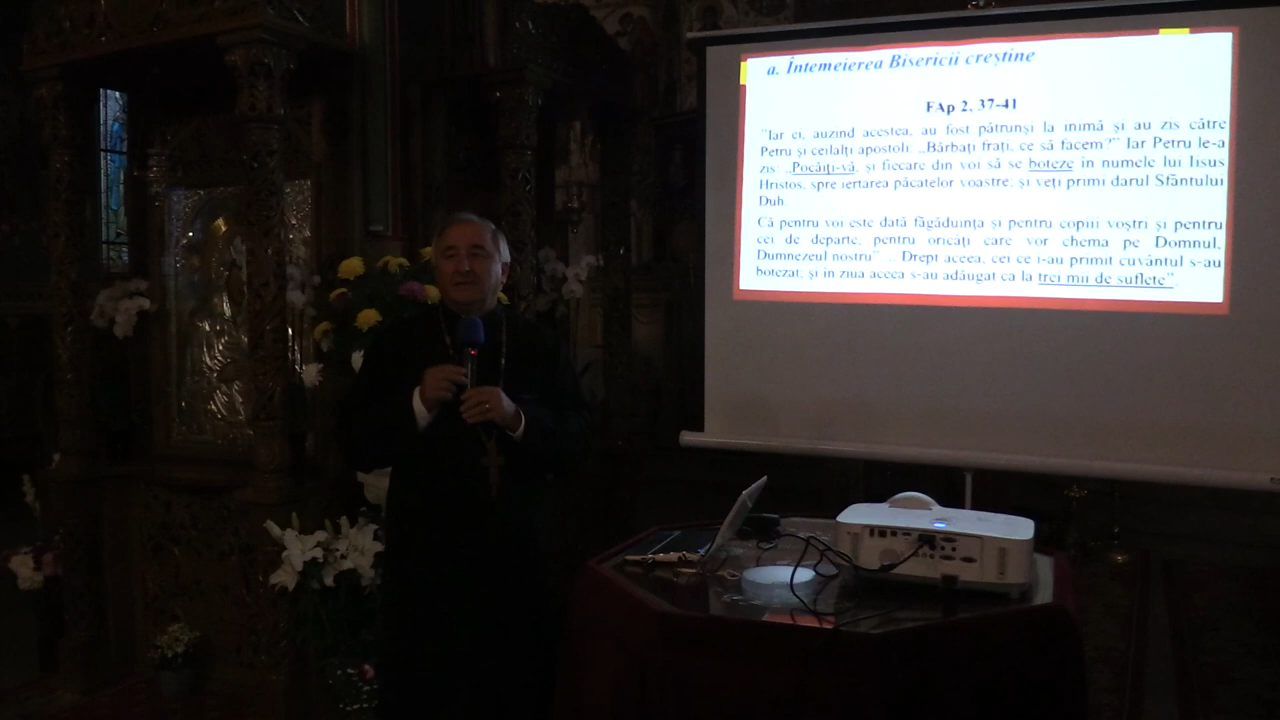 a. Întemeierea Bisericii creștine
FAp 2, 37-41
"Iar ei, auzind acestea, au fost pătrunși la inimă și au zis către
Petru și ceilalți apostoli: „Bărbați frați, ce să facem?" Iar Petru le-a
zis: „Pocăiți-vă, și fiecare din voi să se boteze în numele lui Iisus
Hristos, spre iertarea păcatelor voastre; și veți primi darul Sfântului
Duh.
Că pentru voi este dată făgăduința și pentru copiii voștri și pentru
cei de departe, pentru oricâți care vor chema pe Domnul,
Dumnezeul nostru"… Drept aceea, cei ce i-au primit cuvântul s-au
botezat; și în ziua aceea s-au adăugat ca la trei mii de suflete".